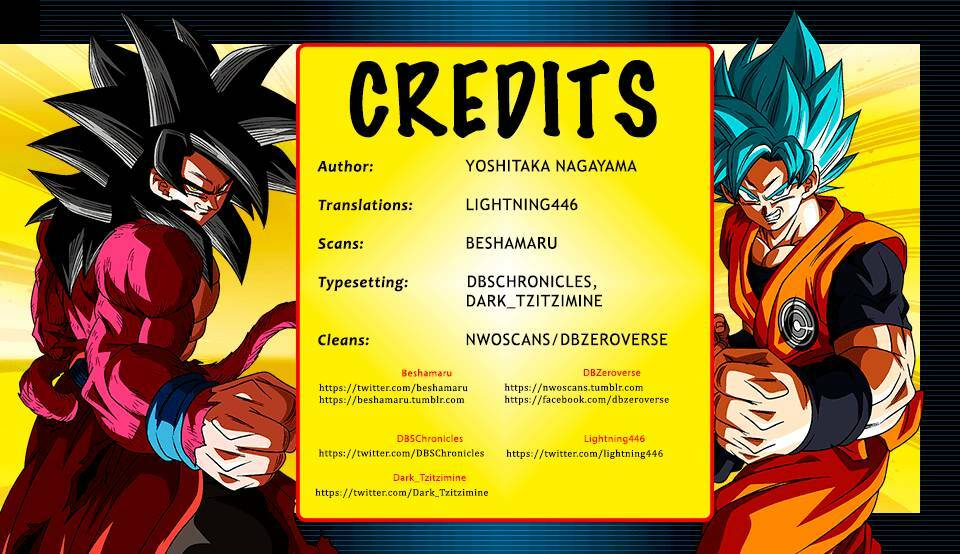 CREDITS
Author: YOSHITAKA NAGAYAMA
Translations: LIGHTNING446
Scans: BESHAMARU
Typesetting: DBSCHRONICLES,
DARK_TZITZIMINE
Cleans: NWOSCANS/DBZEROVERSE
Beshamaru
https://twitter.com/beshamaru
https://beshamaru.tumblr.com
DBZeroverse
https://nwoscans.tumblr.com
https://facebook.com/dbzeroverse
DBSChronicles
https://twitter.com/DBSChronicles
Lightning446
https://twitter.com/lightning446
Dark_Tzitzimine
https://twitter.com/Dark_Tzitzimine